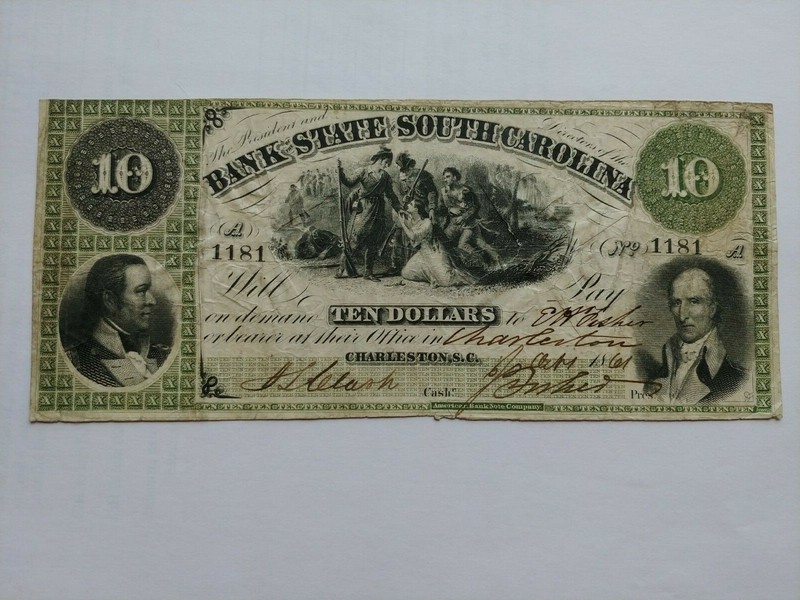 8
The President and Directors of the
BANK OF THE STATE OF SOUTH CAROLINA
10
10
(A)
1181
(No) 1181 A
Will Pay
on demand TEN DOLLARS to
or bearer at their Office in Charleston
CHARLESTON, S.C. 1861
Cash.r
Pres.t
American Bank Note Company